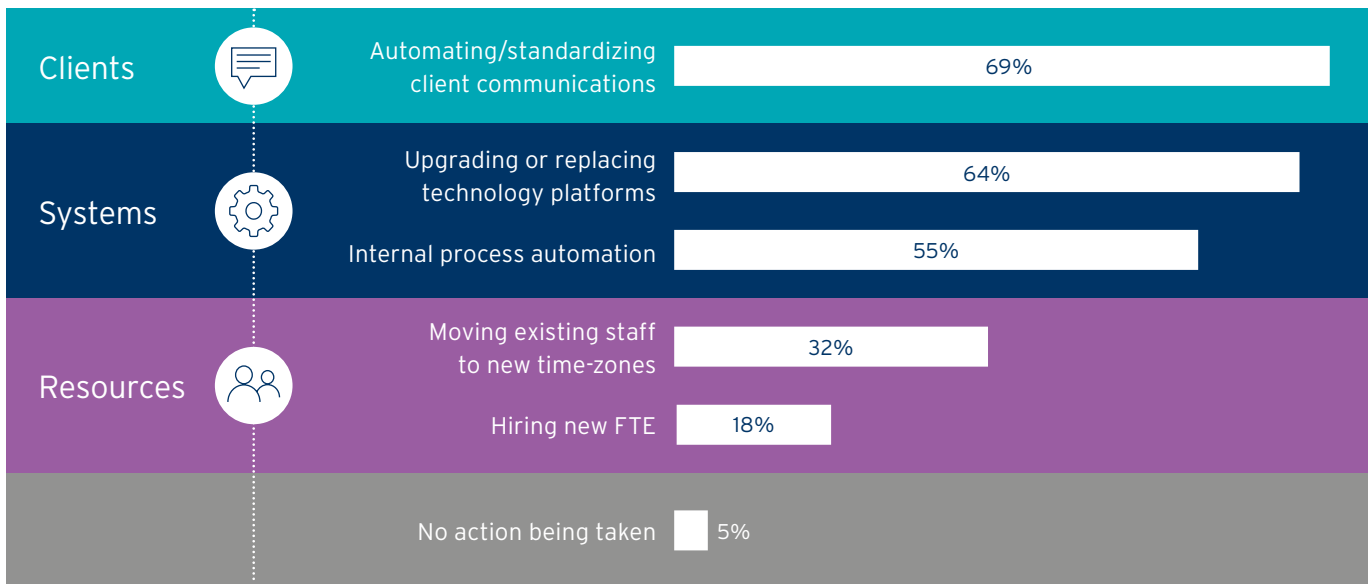 Clients
Automating/standardizing
client communications
69%
Systems
Upgrading or replacing
technology platforms
64%
Internal process automation
55%
Resources
Moving existing staff
to new time-zones
32%
Hiring new FTE
18%
No action being taken
5%